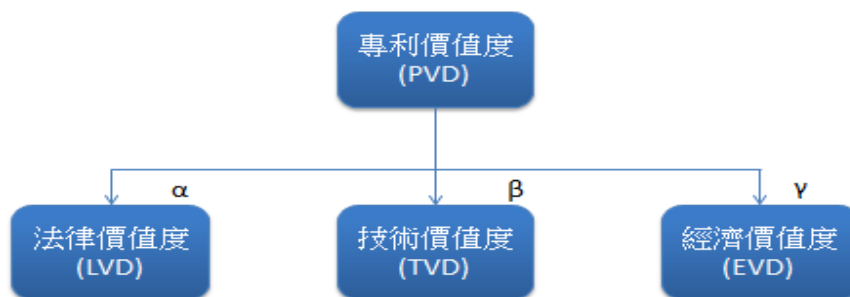 專利價值度
(PVD)
α
β
γ
法律價值度
(LVD)
技術價值度
(TVD)
經濟價值度
(EVD)